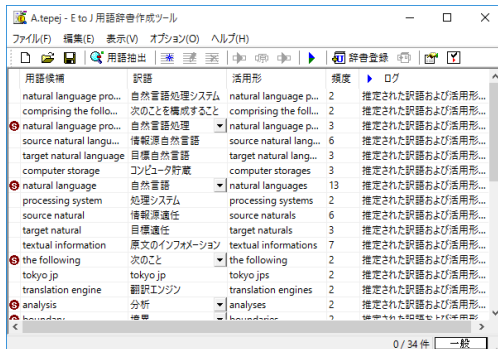 A.tepej - E to J 用語辞書作成ツール
ファイル(F) 編集(E) 表示(V) オプション(O) ヘルプ(H)
用語抽出 辞書登録
用語候補 訳語 活用形 頻度 ログ
natural language pro... 自然言語処理システム natural language p... 2 推定された訳語および活用形...
comprising the follo... 次のことを構成すること comprising the foll... 2 推定された訳語および活用形...
S natural language pro... 自然言語処理 natural language p... 3 推定された訳語および活用形...
source natural langu... 情報源自然言語 source natural lang... 6 推定された訳語および活用形...
target natural language 目標自然言語 target natural lang... 3 推定された訳語および活用形...
computer storage コンピュータ貯蔵 computer storages 3 推定された訳語および活用形...
S natural language 自然言語 natural languages 13 推定された訳語および活用形...
processing system 処理システム processing systems 2 推定された訳語および活用形...
source natural 情報源適任 source naturals 6 推定された訳語および活用形...
target natural 目標適任 target naturals 3 推定された訳語および活用形...
textual information 原文のインフォメーション textual informations 7 推定された訳語および活用形...
S the following 次のこと the following 2 推定された訳語および活用形...
tokyo jp tokyo jp tokyo jps 2 推定された訳語および活用形...
translation engine 翻訳エンジン translation engines 2 推定された訳語および活用形...
S analysis 分析 analyses 2 推定された訳語および活用形...
S boundary 境界 boundaries 2 推定された訳語および活用形...
0 / 34 件 一般